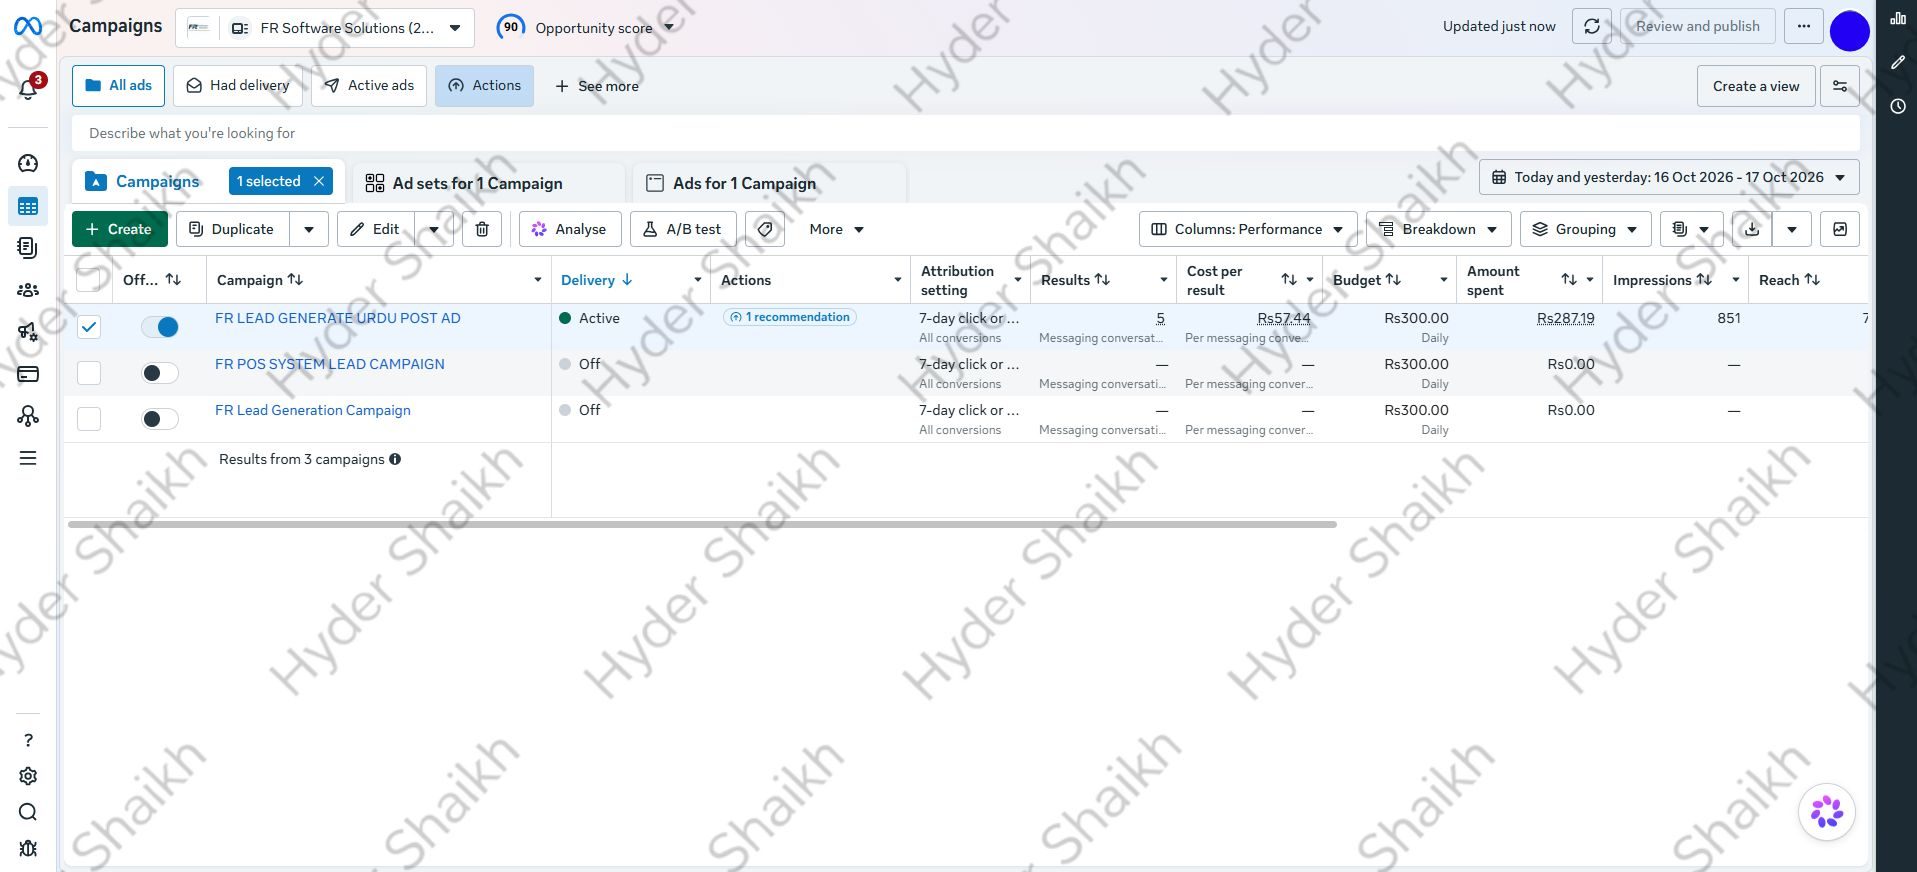 Campaigns
FR Software Solutions (2...
90
Opportunity score
Updated just now
Review and publish
3
All ads
Had delivery
Active ads
Actions
See more
Create a view
Describe what you're looking for
Campaigns
1 selected
Ad sets for 1 Campaign
Ads for 1 Campaign
Today and yesterday: 16 Oct 2026 - 17 Oct 2026
Create
Duplicate
Edit
Analyse
A/B test
More
Columns: Performance
Breakdown
Grouping
Off...
Campaign
Delivery
Actions
Attribution setting
Results
Cost per result
Budget
Amount spent
Impressions
Reach
FR LEAD GENERATE URDU POST AD
Active
1 recommendation
7-day click or ...
5
Rs57.44
Rs300.00
Rs287.19
851
7
All conversions
Messaging conversat...
Per messaging conve...
Daily
FR POS SYSTEM LEAD CAMPAIGN
Off
7-day click or ...
—
—
Rs300.00
Rs0.00
—
All conversions
Messaging conversati...
Per messaging conver...
Daily
FR Lead Generation Campaign
Off
7-day click or ...
—
—
Rs300.00
Rs0.00
—
All conversions
Messaging conversati...
Per messaging conver...
Daily
Results from 3 campaigns
Hyder Shaikh